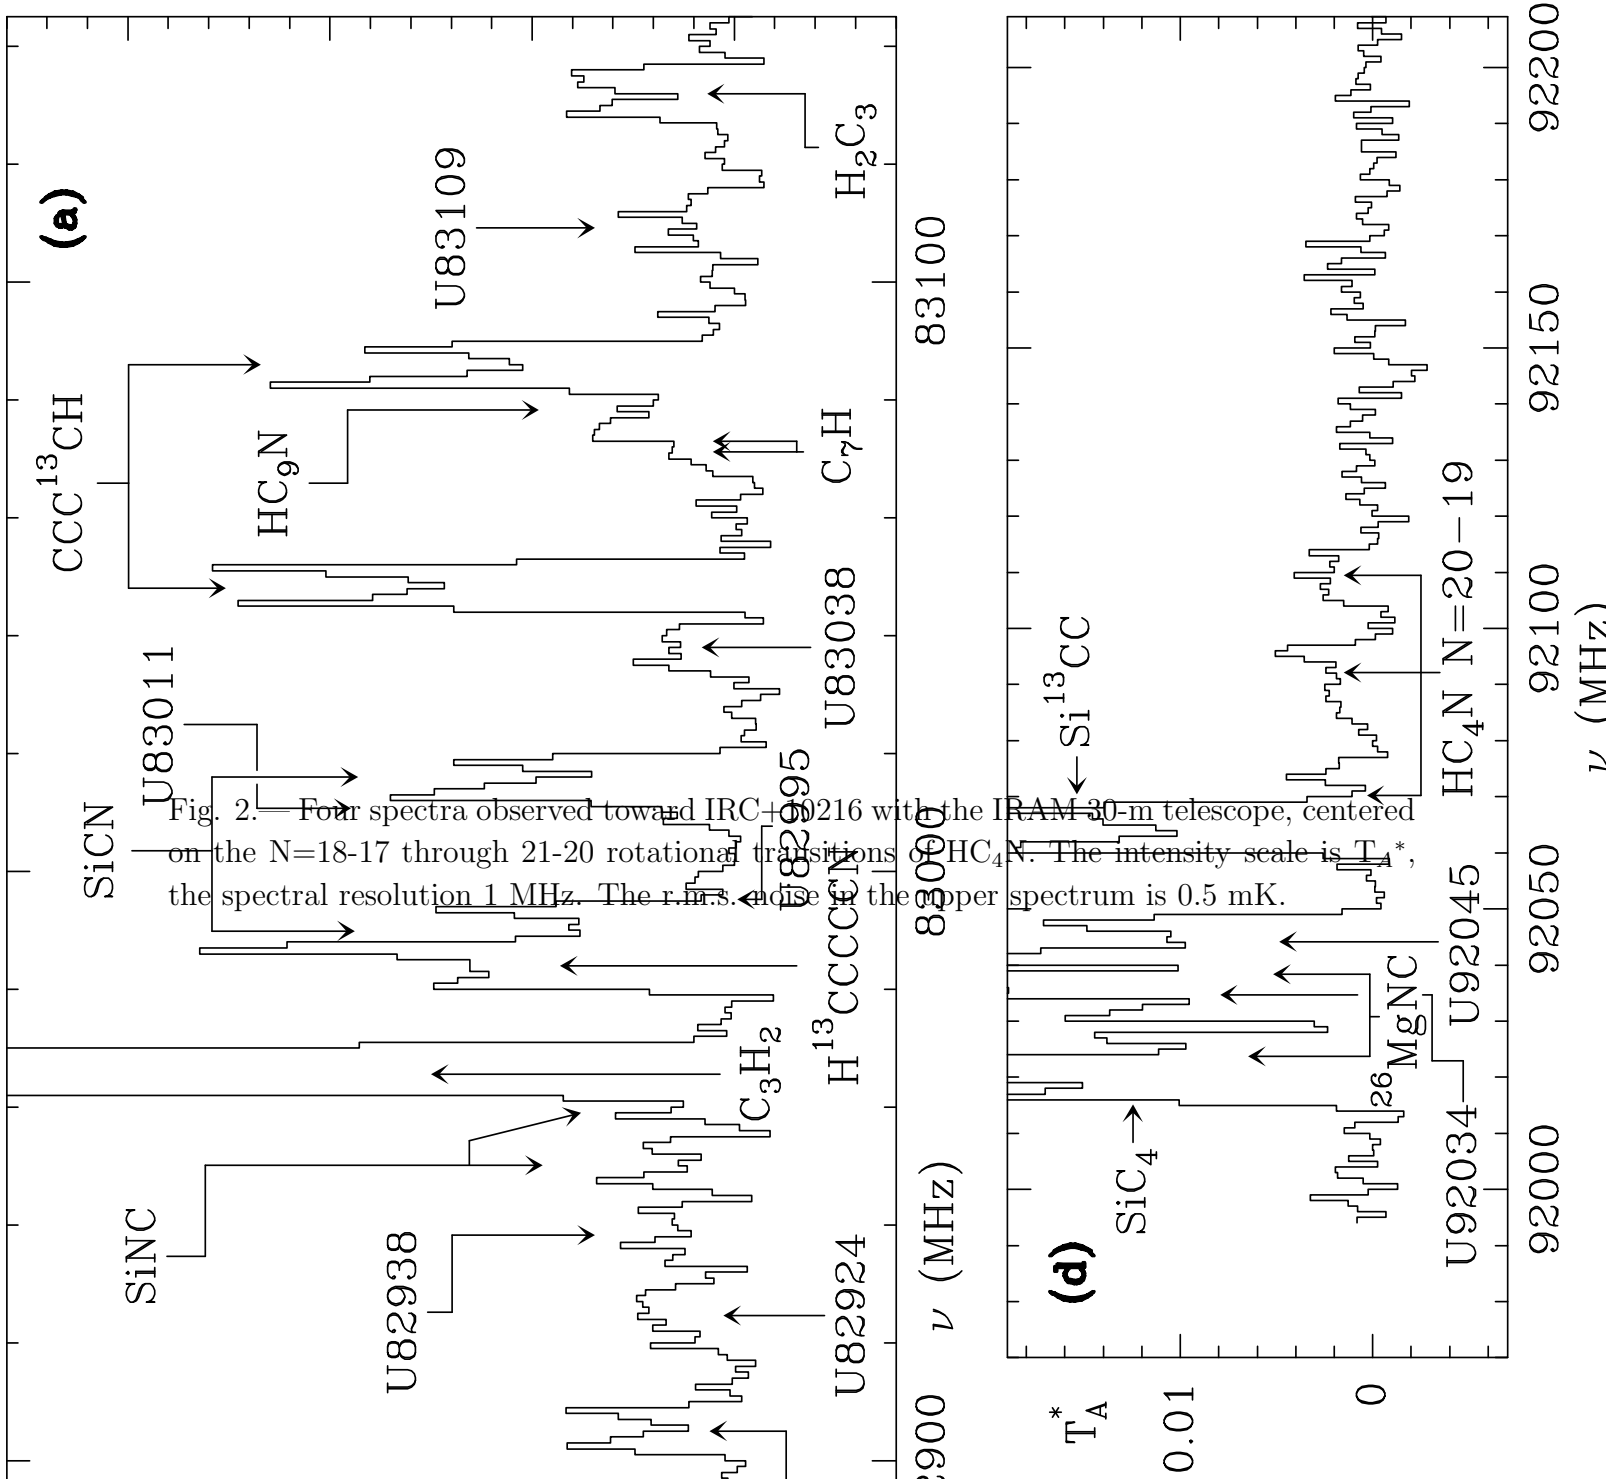 (a)
CCC¹³CH
HC₉N
U83109
H₂C₃
C₇H
U83011
SiCN
U83038
U82995
H¹³CCCCCN
C₃H₂
SiNC
U82938
U82924
83100
83000
ν (MHz)
Fig. 2.— Four spectra observed toward IRC+10216 with the IRAM 30-m telescope, centered
on the N=18-17 through 21-20 rotational transitions of HC₄N. The intensity scale is T_A*,
the spectral resolution 1 MHz. The r.m.s. noise in the upper spectrum is 0.5 mK.
(d)
Si¹³CC
SiC₄
HC₄N N=20−19
U92045
²⁶MgNC
U92034
92200
92150
92100
92050
92000
ν (MHz)
T*A
0.01
0